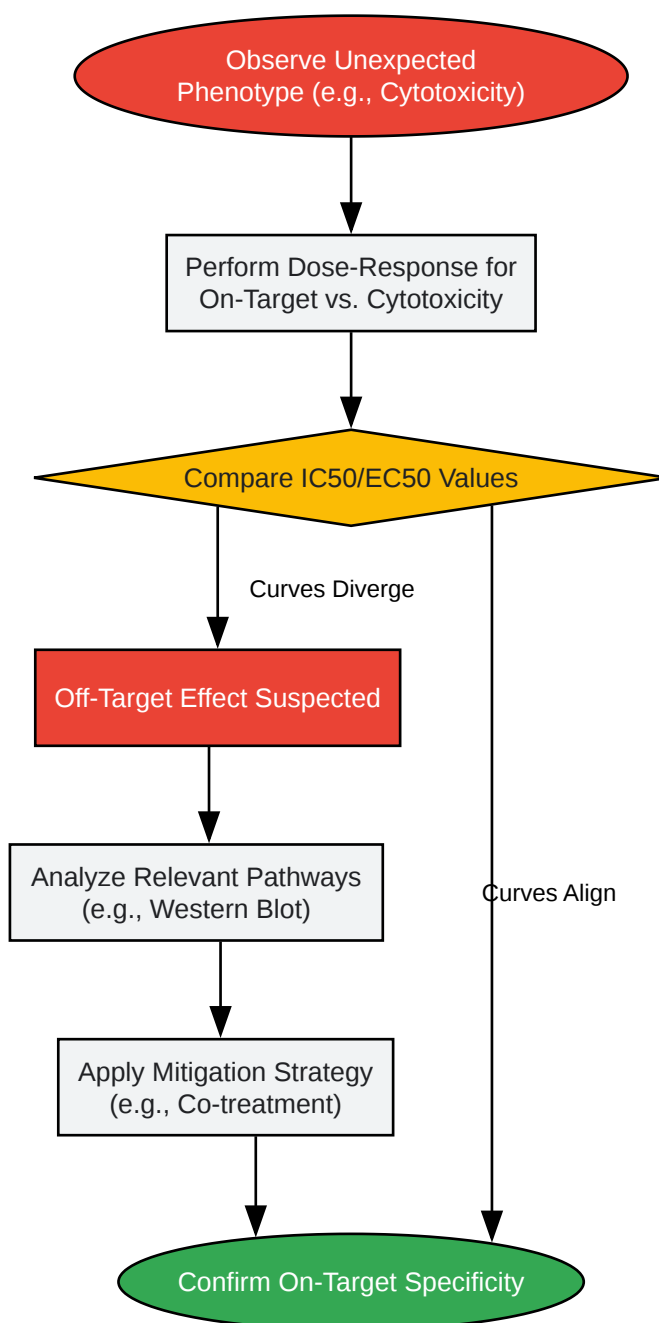 Observe Unexpected
Phenotype (e.g., Cytotoxicity)
Perform Dose-Response for
On-Target vs. Cytotoxicity
Compare IC50/EC50 Values
Curves Diverge
Off-Target Effect Suspected
Analyze Relevant Pathways
(e.g., Western Blot)
Curves Align
Apply Mitigation Strategy
(e.g., Co-treatment)
Confirm On-Target Specificity